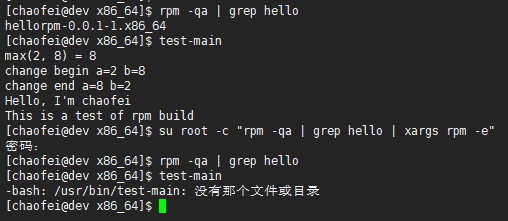 [chaofei@dev x86_64]$ rpm -qa | grep hello
hellorpm-0.0.1-1.x86_64
[chaofei@dev x86_64]$ test-main
max(2, 8) = 8
change begin a=2 b=8
change end a=8 b=2
Hello, I'm chaofei
This is a test of rpm build
[chaofei@dev x86_64]$ su root -c "rpm -qa | grep hello | xargs rpm -e"
密码：
[chaofei@dev x86_64]$ rpm -qa | grep hello
[chaofei@dev x86_64]$ test-main
-bash: /usr/bin/test-main: 没有那个文件或目录
[chaofei@dev x86_64]$